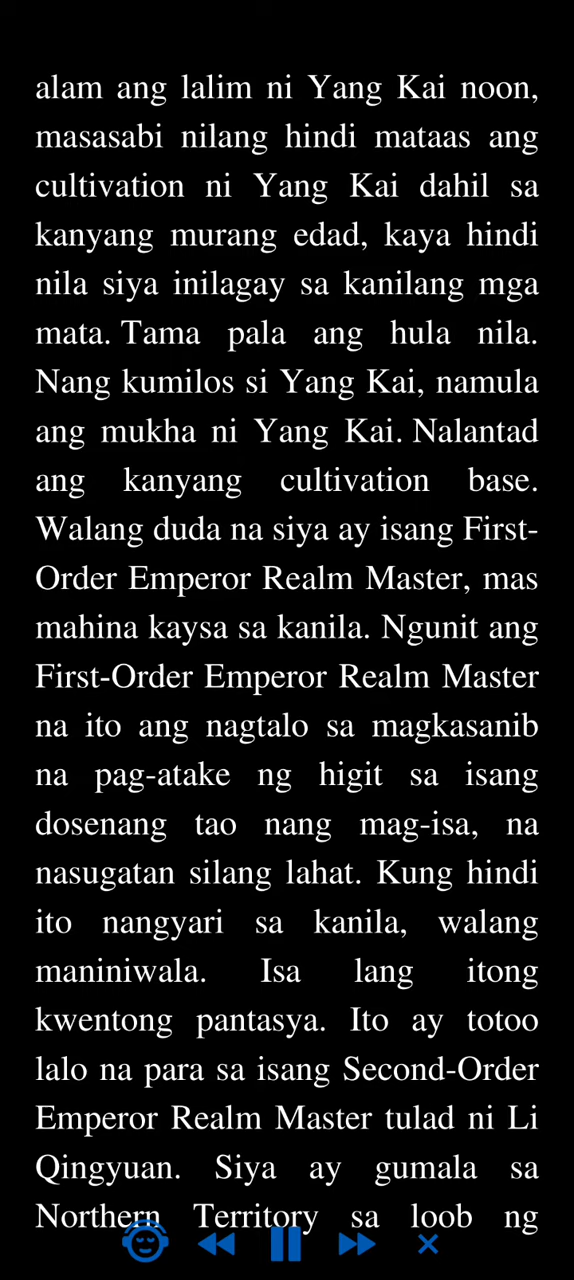 alam ang lalim ni Yang Kai noon,
masasabi nilang hindi mataas ang
cultivation ni Yang Kai dahil sa
kanyang murang edad, kaya hindi
nila siya inilagay sa kanilang mga
mata. Tama pala ang hula nila.
Nang kumilos si Yang Kai, namula
ang mukha ni Yang Kai. Nalantad
ang kanyang cultivation base.
Walang duda na siya ay isang First-
Order Emperor Realm Master, mas
mahina kaysa sa kanila. Ngunit ang
First-Order Emperor Realm Master
na ito ang nagtalo sa magkasanib
na pag-atake ng higit sa isang
dosenang tao nang mag-isa, na
nasugatan silang lahat. Kung hindi
ito nangyari sa kanila, walang
maniniwala. Isa lang itong
kwentong pantasya. Ito ay totoo
lalo na para sa isang Second-Order
Emperor Realm Master tulad ni Li
Qingyuan. Siya ay gumala sa
Northern Territory sa loob ng